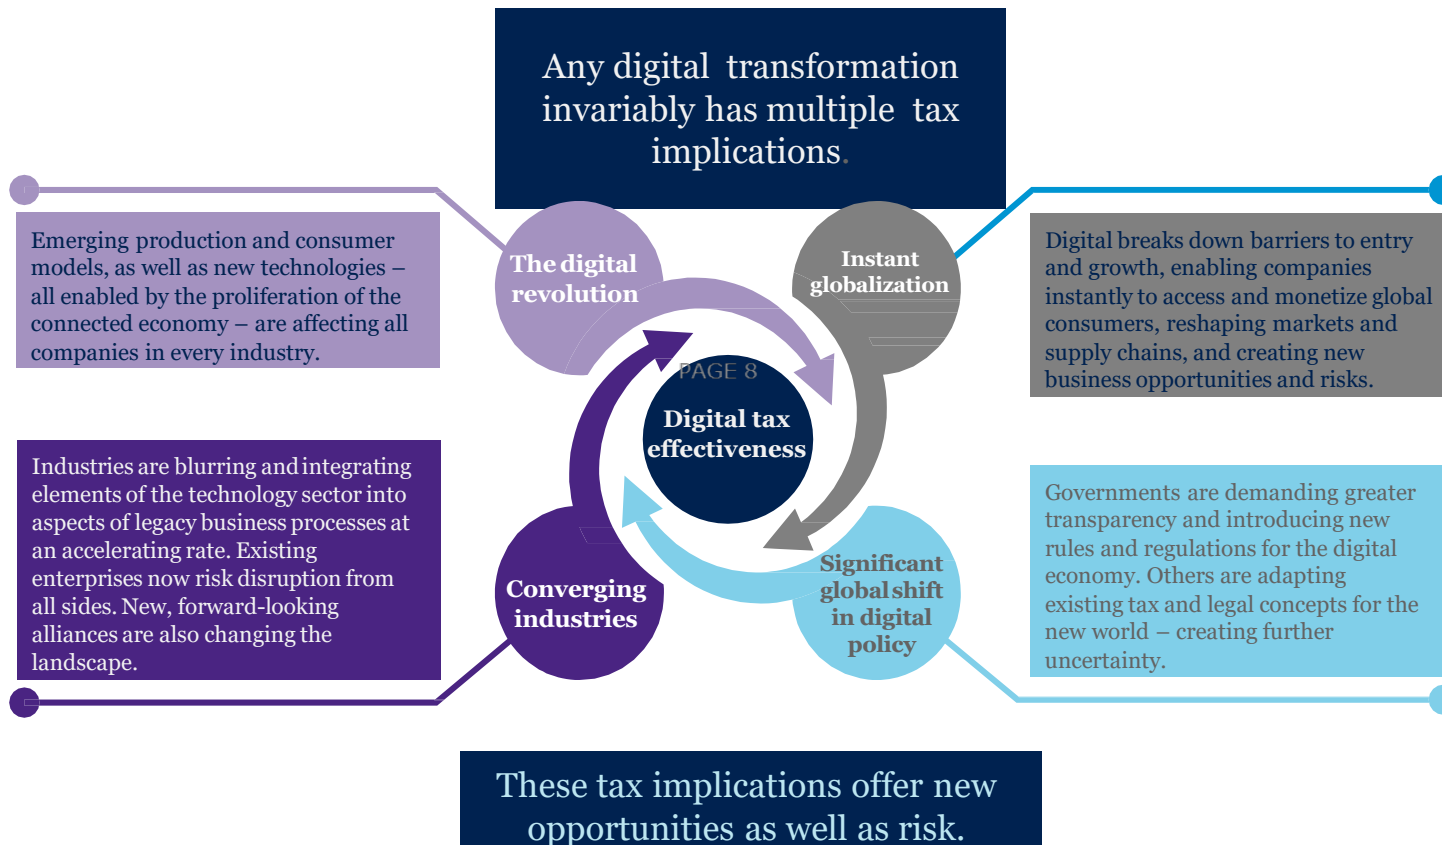 Any digital transformation
invariably has multiple tax
implications.
The digital
revolution
Instant
globalization
Emerging production and consumer
models, as well as new technologies –
all enabled by the proliferation of the
connected economy – are affecting all
companies in every industry.
Digital breaks down barriers to entry
and growth, enabling companies
instantly to access and monetize global
consumers, reshaping markets and
supply chains, and creating new
business opportunities and risks.
PAGE 8
Digital tax
effectiveness
Industries are blurring and integrating
elements of the technology sector into
aspects of legacy business processes at
an accelerating rate. Existing
enterprises now risk disruption from
all sides. New, forward-looking
alliances are also changing the
landscape.
Converging
industries
Significant
global shift
in digital
policy
Governments are demanding greater
transparency and introducing new
rules and regulations for the digital
economy. Others are adapting
existing tax and legal concepts for the
new world – creating further
uncertainty.
These tax implications offer new
opportunities as well as risk.